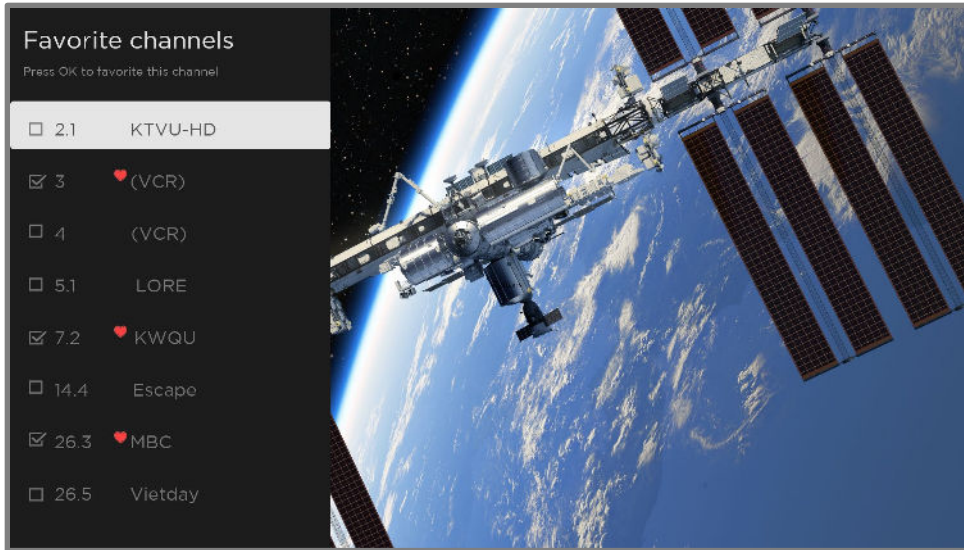 Favorite channels
Press OK to favorite this channel
2.1 KTVU-HD
3 (VCR)
4 (VCR)
5.1 LORE
7.2 KWQU
14.4 Escape
26.3 MBC
26.5 Vietday